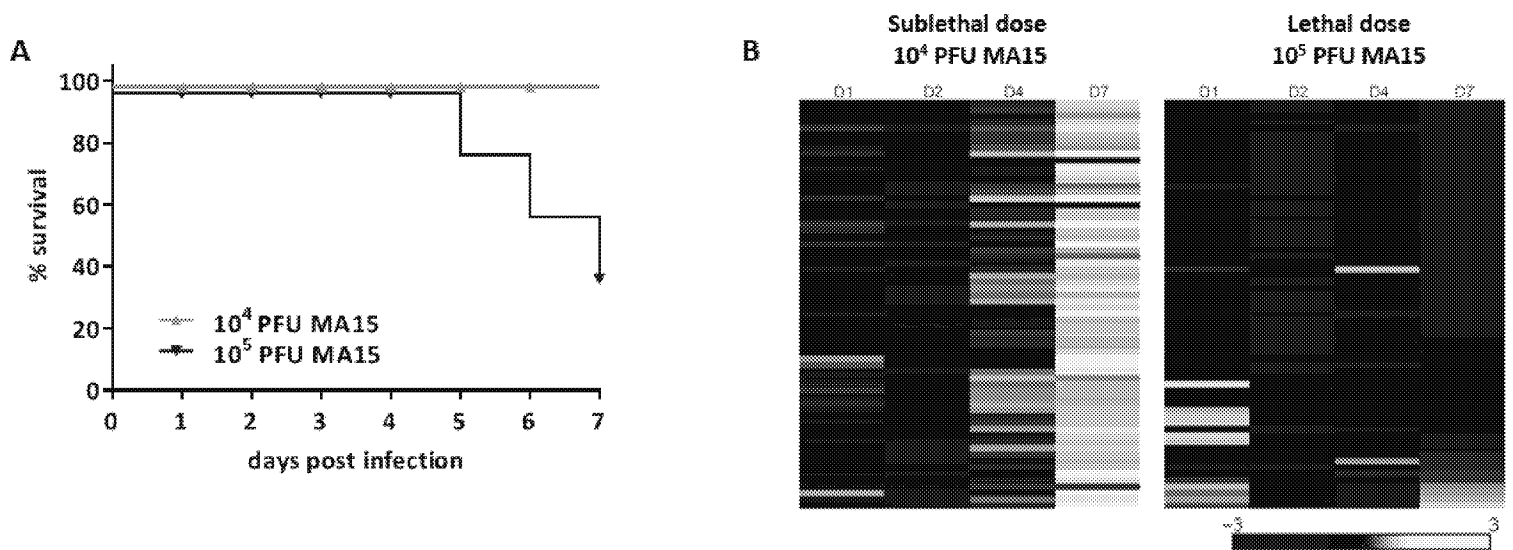 A
% survival
100
80
60
40
20
0
10⁴ PFU MA15
10⁵ PFU MA15
0 1 2 3 4 5 6 7
days post infection
B
Sublethal dose
10⁴ PFU MA15
D1 D2 D4 D7
Lethal dose
10⁵ PFU MA15
D1 D2 D4 D7
-3 3